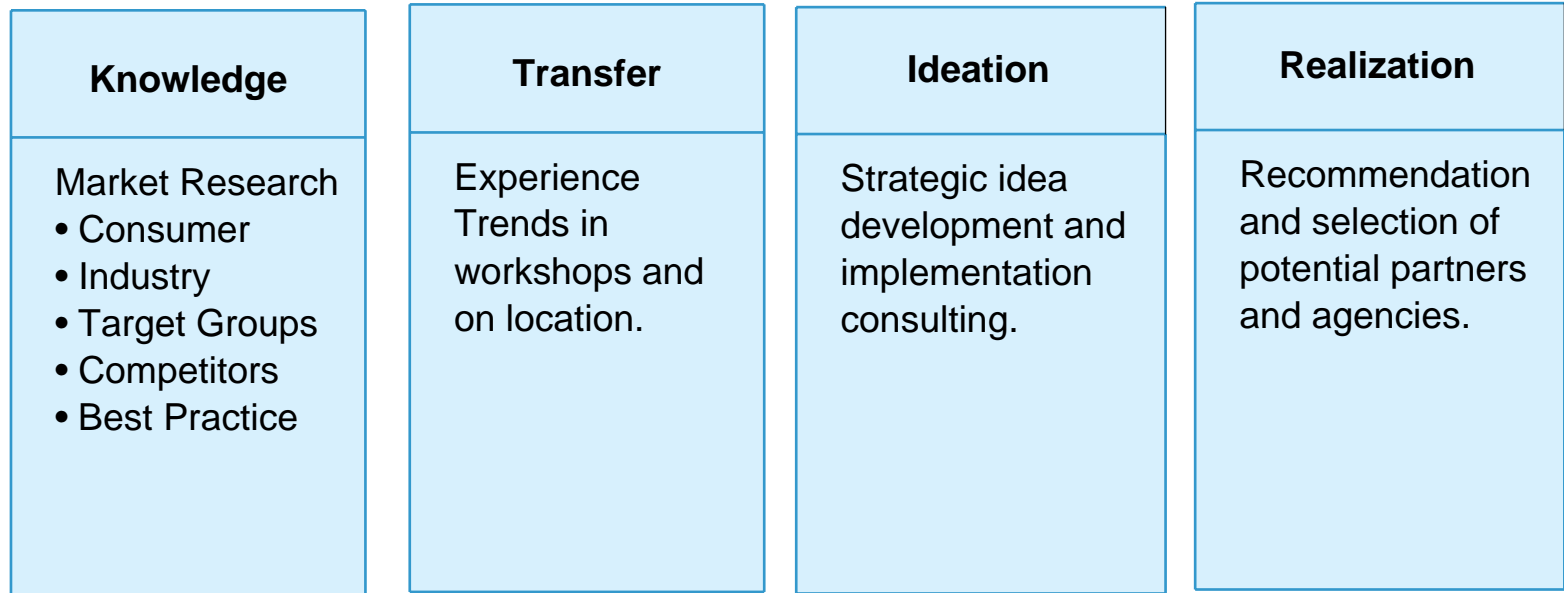 Knowledge
Market Research
• Consumer
• Industry
• Target Groups
• Competitors
• Best Practice
Transfer
Experience
Trends in
workshops and
on location.
Ideation
Strategic idea
development and
implementation
consulting.
Realization
Recommendation
and selection of
potential partners
and agencies.